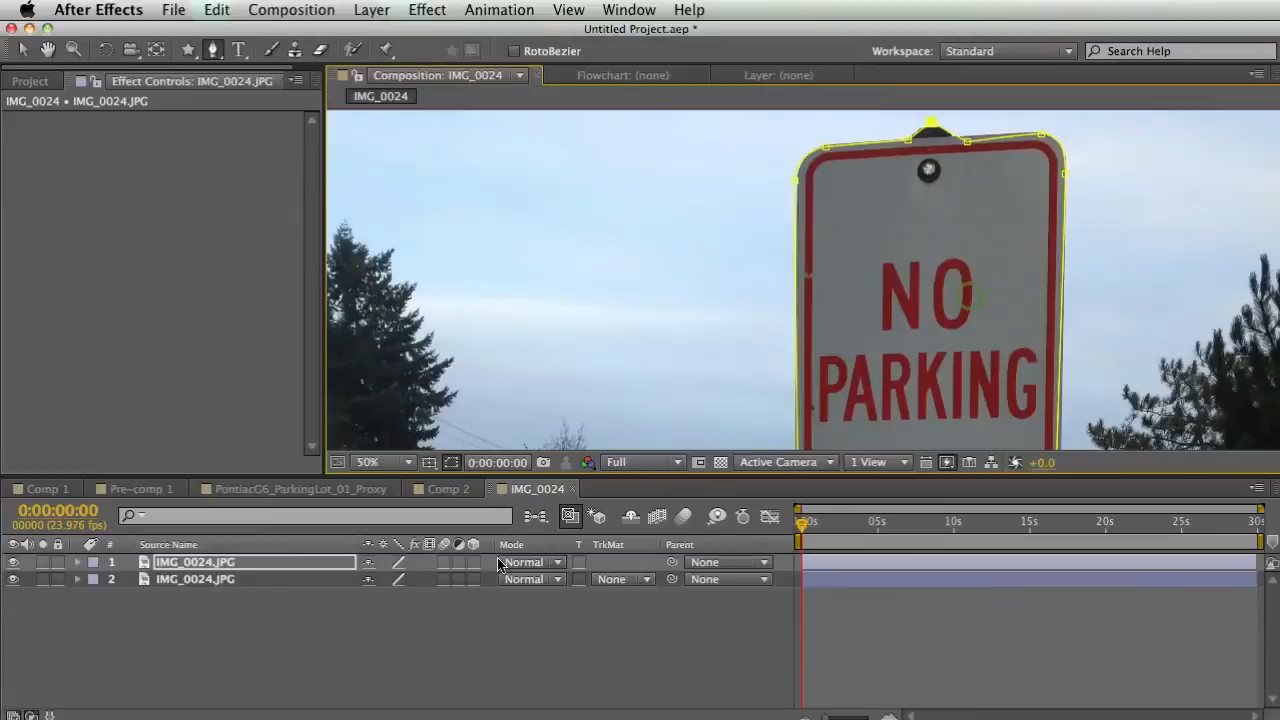 After Effects File Edit Composition Layer Effect Animation View Window Help
Untitled Project.aep *
T RotoBezier Workspace: Standard Search Help
Project Effect Controls: IMG_0024.JPG Composition: IMG_0024 Flowchart: (none) Layer: (none)
IMG_0024 • IMG_0024.JPG IMG_0024
NO
PARKING
50% 0:00:00:00 Full Active Camera 1 View +0.0
Comp 1 Pre-comp 1 PontiacG6_ParkingLot_01_Proxy Comp 2 IMG_0024
0:00:00:00
00000 (23.976 fps) 05s 10s 15s 20s 25s 30s
# Source Name fx Mode T TrkMat Parent
1 IMG_0024.JPG Normal None
2 IMG_0024.JPG Normal None None